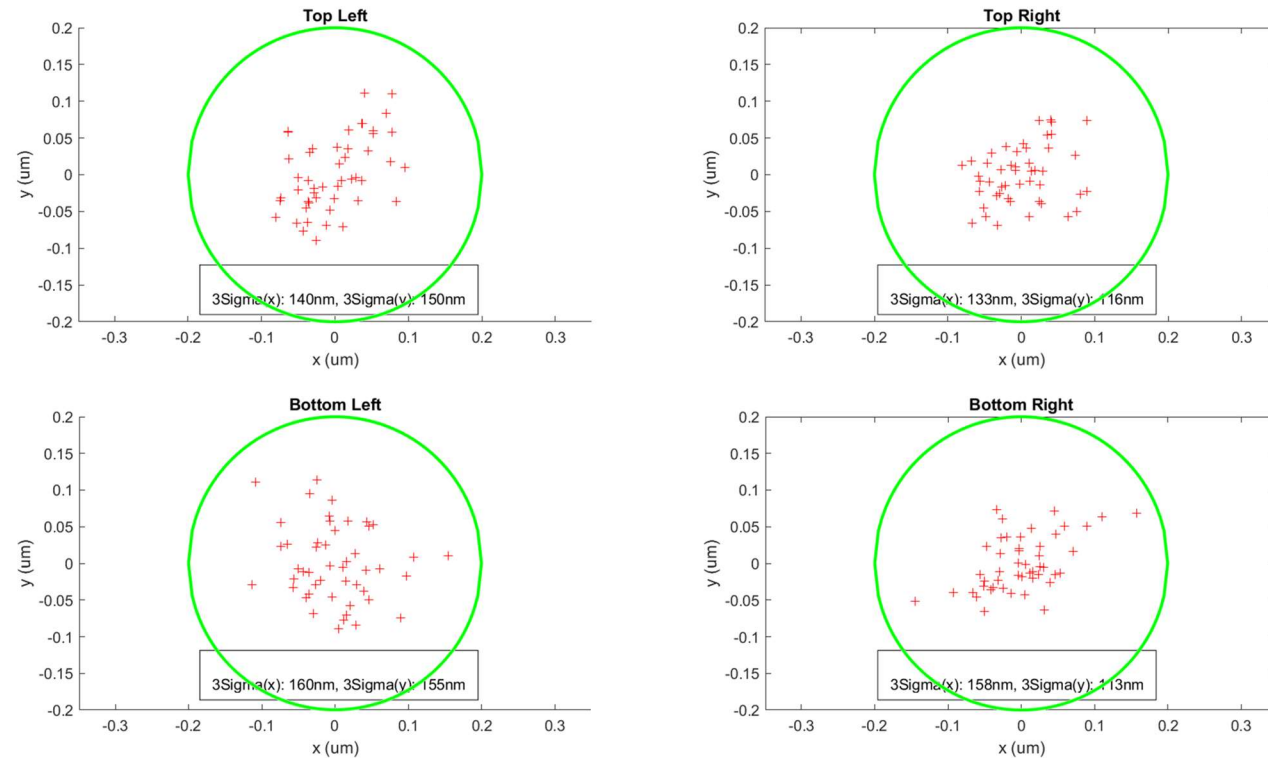 Top Left
0.2
0.15
0.1
0.05
0
-0.05
-0.1
-0.15
-0.2
y (um)
3Sigma(x): 140nm, 3Sigma(y): 150nm
-0.3 -0.2 -0.1 0 0.1 0.2 0.3
x (um)
Top Right
0.2
0.15
0.1
0.05
0
-0.05
-0.1
-0.15
-0.2
y (um)
3Sigma(x): 133nm, 3Sigma(y): 116nm
-0.3 -0.2 -0.1 0 0.1 0.2 0.3
x (um)
Bottom Left
0.2
0.15
0.1
0.05
0
-0.05
-0.1
-0.15
-0.2
y (um)
3Sigma(x): 160nm, 3Sigma(y): 155nm
-0.3 -0.2 -0.1 0 0.1 0.2 0.3
x (um)
Bottom Right
0.2
0.15
0.1
0.05
0
-0.05
-0.1
-0.15
-0.2
y (um)
3Sigma(x): 158nm, 3Sigma(y): 113nm
-0.3 -0.2 -0.1 0 0.1 0.2 0.3
x (um)